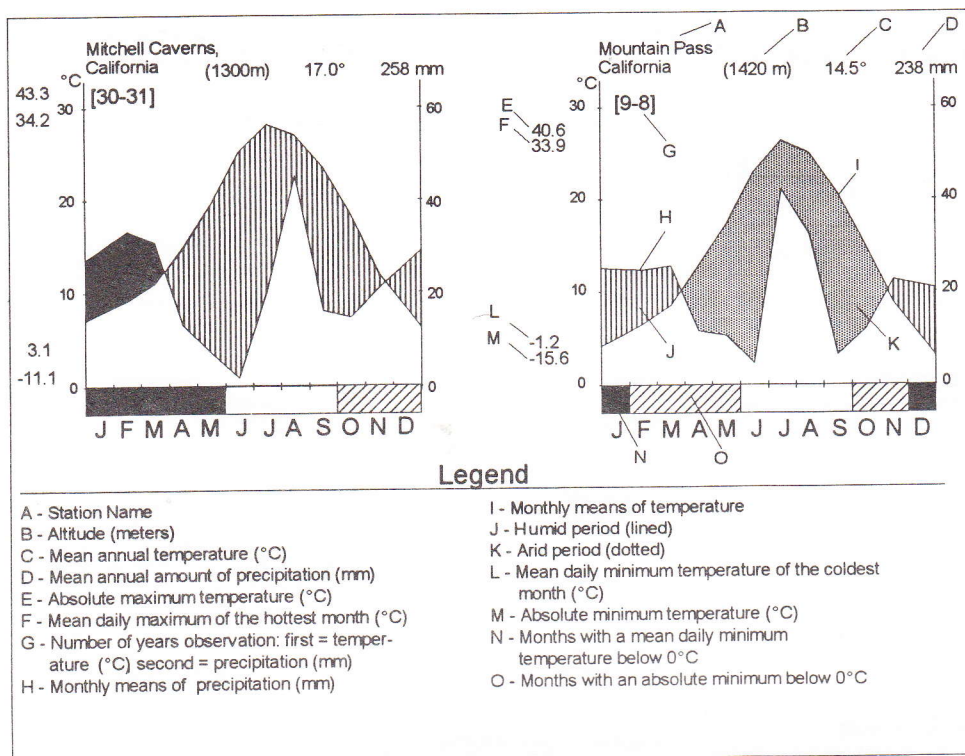 A B C D
Mitchell Caverns,
California (1300m) 17.0° 258 mm
Mountain Pass
California (1420 m) 14.5° 238 mm
°C
43.3
34.2
30
[30-31]
60
20
40
10
20
3.1
-11.1
0
0
J F M A M J J A S O N D
°C
E
F
40.6
33.9
30
[9-8]
G
60
I
H
20
40
10
20
L
M
-1.2
-15.6
J
K
0
0
J F M A M J J A S O N D
N O
Legend
A - Station Name
B - Altitude (meters)
C - Mean annual temperature (°C)
D - Mean annual amount of precipitation (mm)
E - Absolute maximum temperature (°C)
F - Mean daily maximum of the hottest month (°C)
G - Number of years observation: first = temper-
ature (°C) second = precipitation (mm)
H - Monthly means of precipitation (mm)
I - Monthly means of temperature
J - Humid period (lined)
K - Arid period (dotted)
L - Mean daily minimum temperature of the coldest
month (°C)
M - Absolute minimum temperature (°C)
N - Months with a mean daily minimum
temperature below 0°C
O - Months with an absolute minimum below 0°C